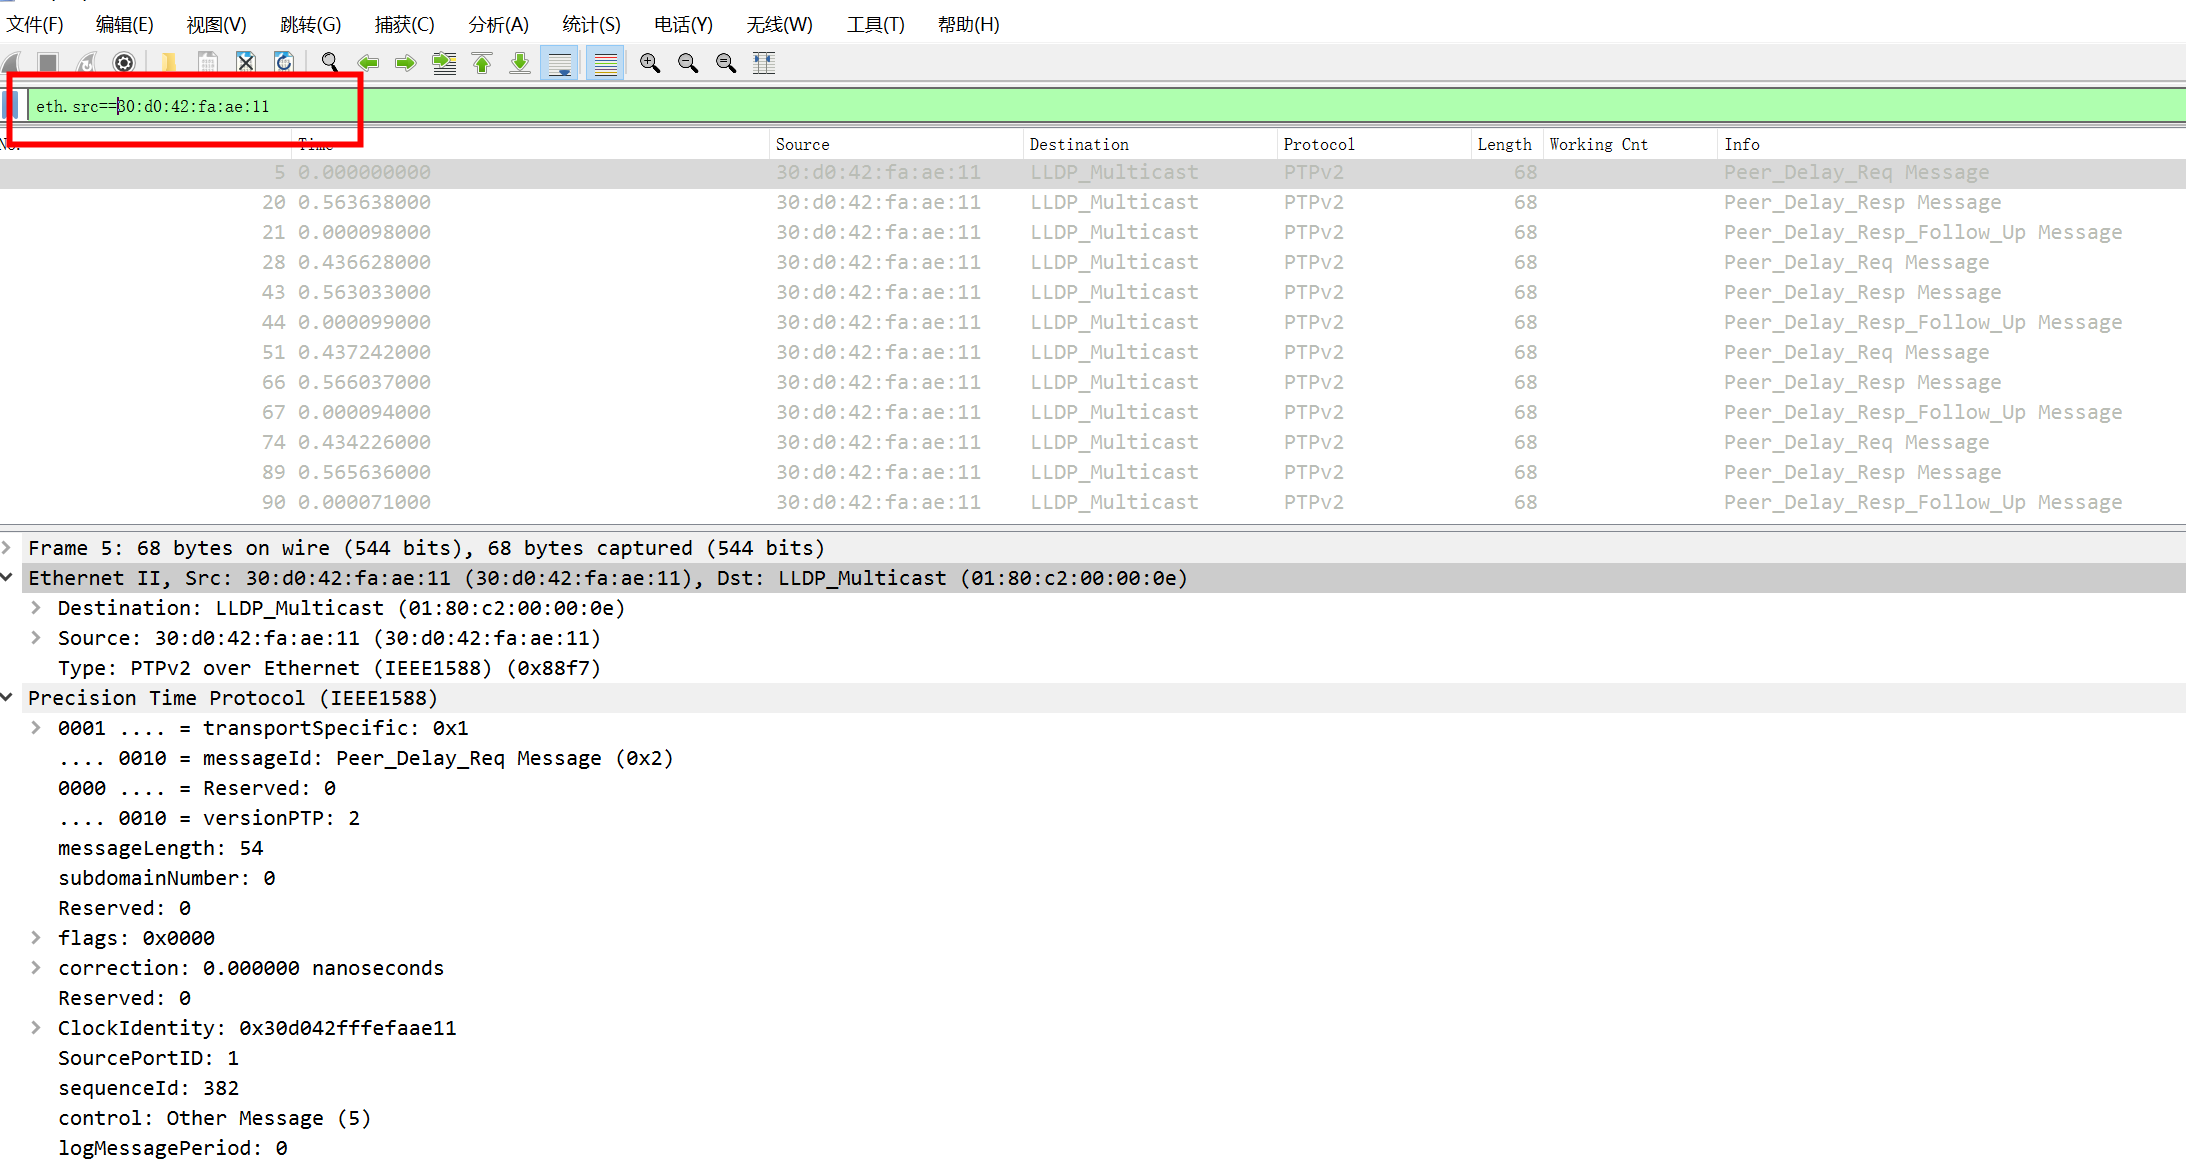 文件(F) 编辑(E) 视图(V) 跳转(G) 捕获(C) 分析(A) 统计(S) 电话(Y) 无线(W) 工具(T) 帮助(H)
eth.src==30:d0:42:fa:ae:11
No. Time Source Destination Protocol Length Working Cnt Info
5 0.000000000 30:d0:42:fa:ae:11 LLDP_Multicast PTPv2 68 Peer_Delay_Req Message
20 0.563638000 30:d0:42:fa:ae:11 LLDP_Multicast PTPv2 68 Peer_Delay_Resp Message
21 0.000098000 30:d0:42:fa:ae:11 LLDP_Multicast PTPv2 68 Peer_Delay_Resp_Follow_Up Message
28 0.436628000 30:d0:42:fa:ae:11 LLDP_Multicast PTPv2 68 Peer_Delay_Req Message
43 0.563033000 30:d0:42:fa:ae:11 LLDP_Multicast PTPv2 68 Peer_Delay_Resp Message
44 0.000099000 30:d0:42:fa:ae:11 LLDP_Multicast PTPv2 68 Peer_Delay_Resp_Follow_Up Message
51 0.437242000 30:d0:42:fa:ae:11 LLDP_Multicast PTPv2 68 Peer_Delay_Req Message
66 0.566037000 30:d0:42:fa:ae:11 LLDP_Multicast PTPv2 68 Peer_Delay_Resp Message
67 0.000094000 30:d0:42:fa:ae:11 LLDP_Multicast PTPv2 68 Peer_Delay_Resp_Follow_Up Message
74 0.434226000 30:d0:42:fa:ae:11 LLDP_Multicast PTPv2 68 Peer_Delay_Req Message
89 0.565636000 30:d0:42:fa:ae:11 LLDP_Multicast PTPv2 68 Peer_Delay_Resp Message
90 0.000071000 30:d0:42:fa:ae:11 LLDP_Multicast PTPv2 68 Peer_Delay_Resp_Follow_Up Message
Frame 5: 68 bytes on wire (544 bits), 68 bytes captured (544 bits)
Ethernet II, Src: 30:d0:42:fa:ae:11 (30:d0:42:fa:ae:11), Dst: LLDP_Multicast (01:80:c2:00:00:0e)
Destination: LLDP_Multicast (01:80:c2:00:00:0e)
Source: 30:d0:42:fa:ae:11 (30:d0:42:fa:ae:11)
Type: PTPv2 over Ethernet (IEEE1588) (0x88f7)
Precision Time Protocol (IEEE1588)
0001 .... = transportSpecific: 0x1
.... 0010 = messageId: Peer_Delay_Req Message (0x2)
0000 .... = Reserved: 0
.... 0010 = versionPTP: 2
messageLength: 54
subdomainNumber: 0
Reserved: 0
flags: 0x0000
correction: 0.000000 nanoseconds
Reserved: 0
ClockIdentity: 0x30d042fffefaae11
SourcePortID: 1
sequenceId: 382
control: Other Message (5)
logMessagePeriod: 0